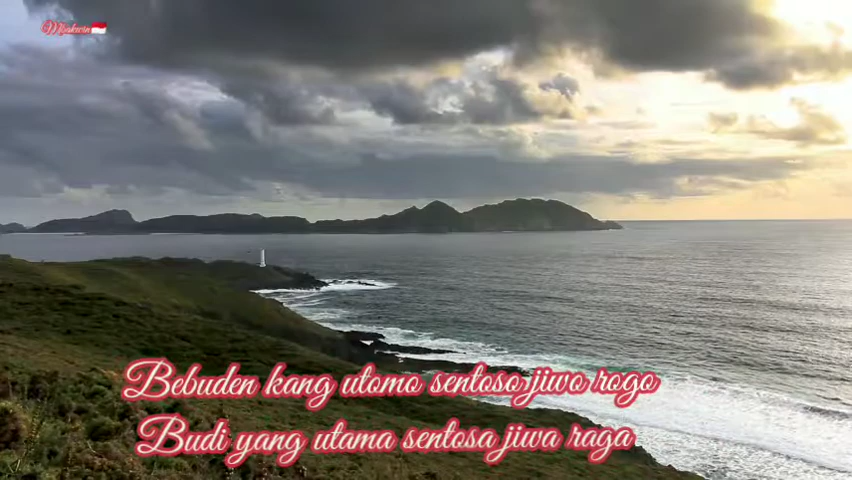 Bebuden kang utomo sentoso jiwo rogo
Budi yang utama sentosa jiwa raga